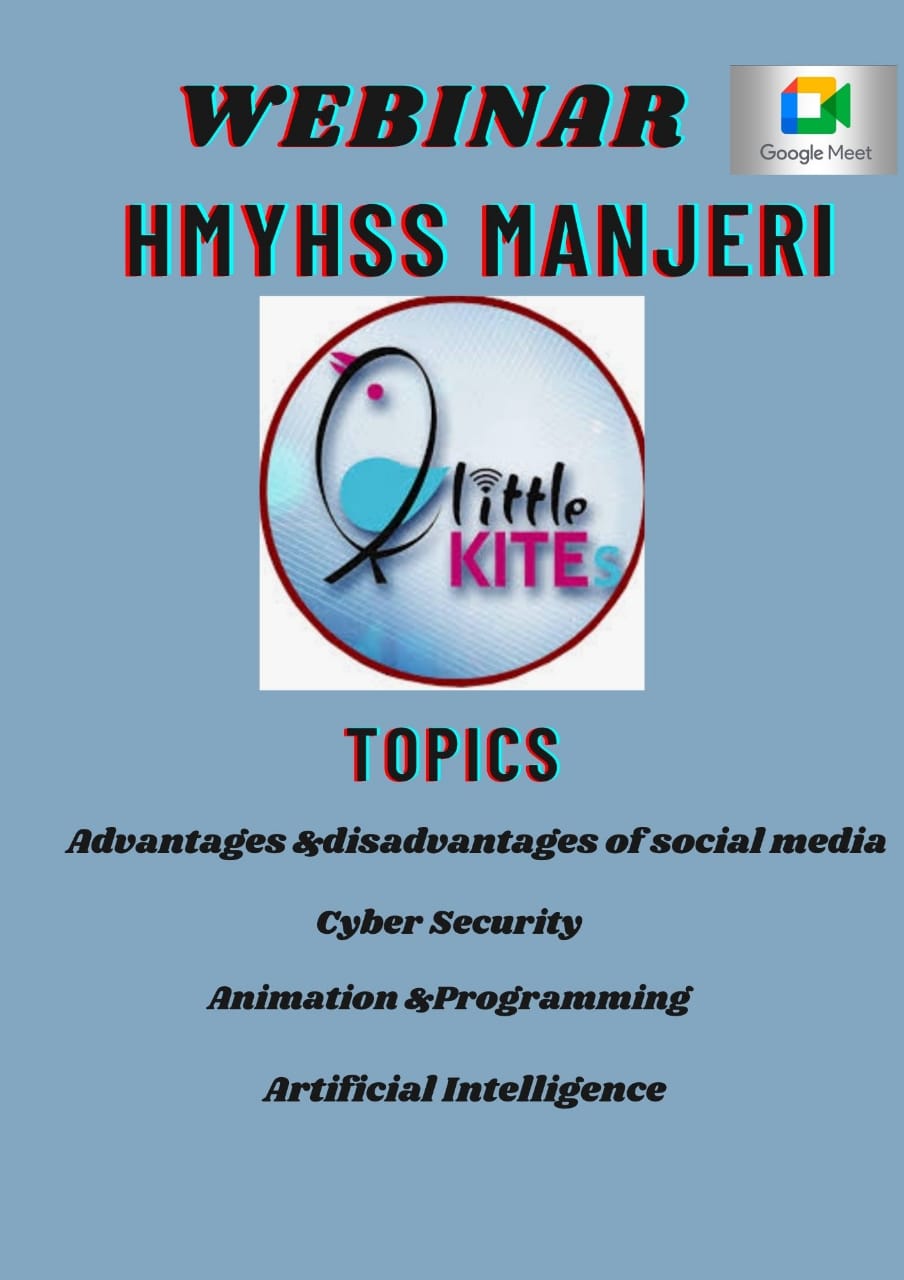 WEBINAR
Google Meet
HMYHSS MANJERI
little
KITEs
TOPICS
Advantages &disadvantages of social media
Cyber Security
Animation &Programming
Artificial Intelligence